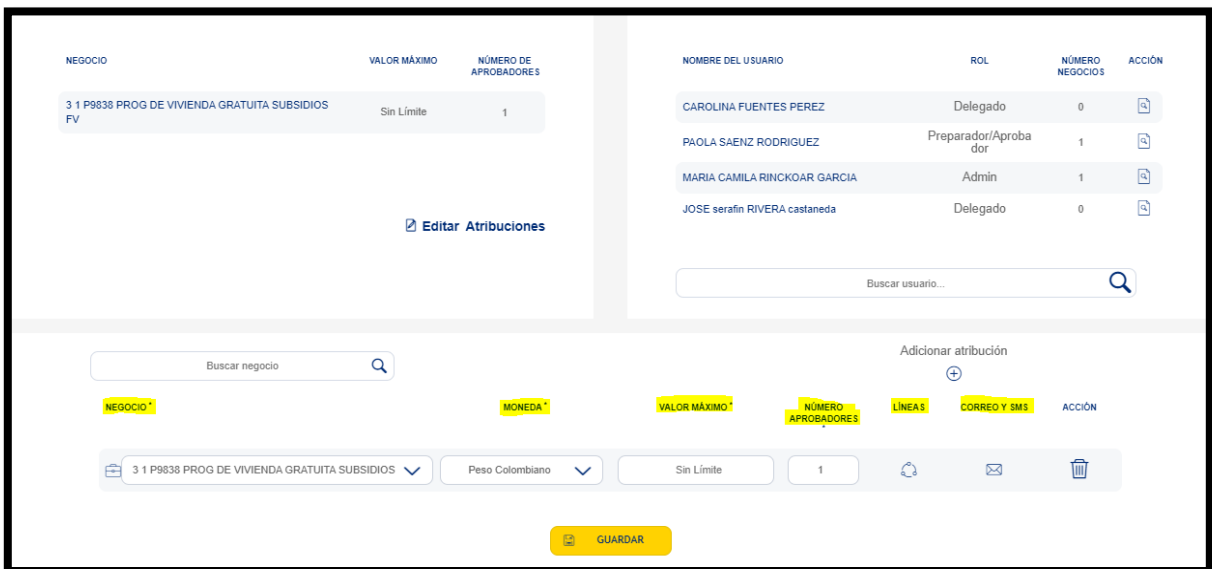 NEGOCIO VALOR MÁXIMO NÚMERO DE
APROBADORES
3 1 P9838 PROG DE VIVIENDA GRATUITA SUBSIDIOS
FV Sin Límite 1
Editar Atribuciones
NOMBRE DEL USUARIO ROL NÚMERO
NEGOCIOS ACCIÓN
CAROLINA FUENTES PEREZ Delegado 0
PAOLA SAENZ RODRIGUEZ Preparador/Aproba
dor 1
MARIA CAMILA RINCKOAR GARCIA Admin 1
JOSE serafin RIVERA castaneda Delegado 0
Buscar usuario...
Buscar negocio
Adicionar atribución
NEGOCIO * MONEDA * VALOR MÁXIMO * NÚMERO
APROBADORES
* LÍNEAS CORREO Y SMS ACCIÓN
3 1 P9838 PROG DE VIVIENDA GRATUITA SUBSIDIOS Peso Colombiano Sin Límite 1
GUARDAR